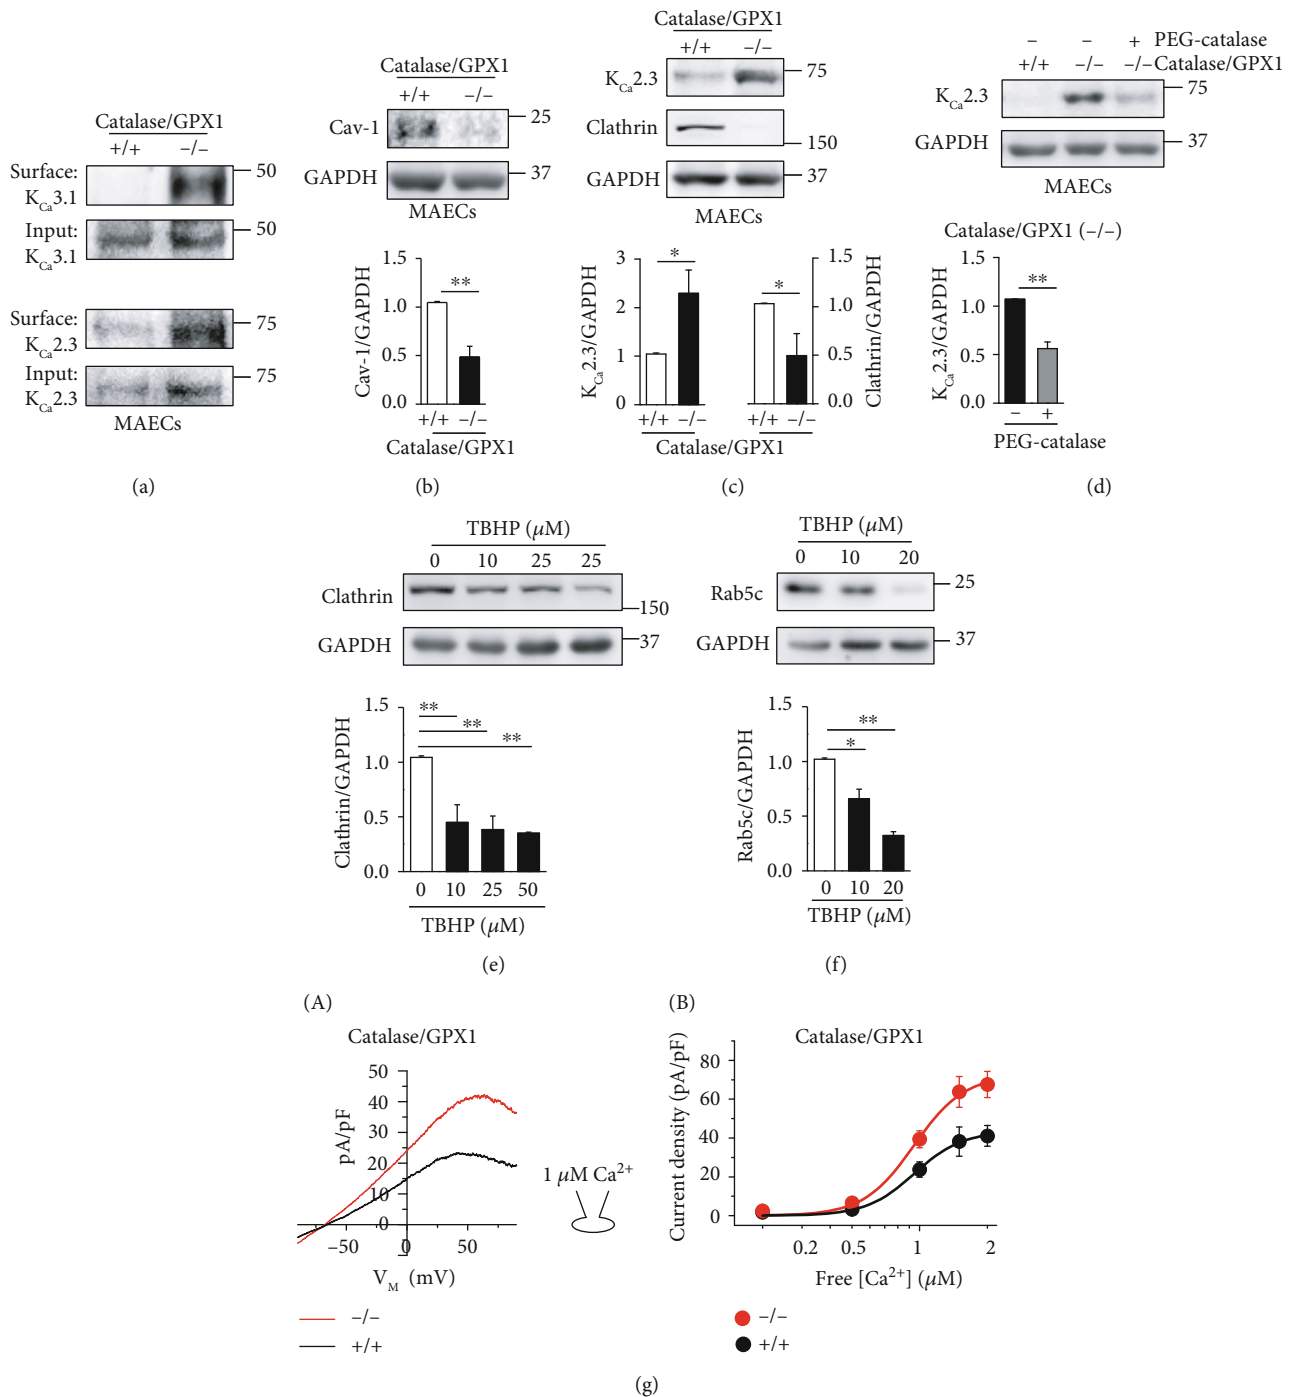 Catalase/GPX1
+/+ −/−
Surface: K_Ca3.1
50
Input: K_Ca3.1
50
Surface: K_Ca2.3
75
Input: K_Ca2.3
75
MAECs
(a)
Catalase/GPX1
+/+ −/−
Cav-1
25
GAPDH
37
MAECs
Cav-1/GAPDH
1.5
1.0
0.5
0.0
**
+/+ −/−
Catalase/GPX1
(b)
Catalase/GPX1
+/+ −/−
K_Ca2.3
75
Clathrin
150
GAPDH
37
MAECs
K_Ca2.3/GAPDH
3
2
1
0
*
+/+ −/−
*
1.5
1.0
0.5
0.0
Clathrin/GAPDH
+/+ −/−
Catalase/GPX1
(c)
− − + PEG-catalase
+/+ −/− −/− Catalase/GPX1
K_Ca2.3
75
GAPDH
37
MAECs
Catalase/GPX1 (−/−)
K_Ca2.3/GAPDH
1.5
1.0
0.5
0.0
**
− +
PEG-catalase
(d)
TBHP (μM)
0 10 25 25
Clathrin
150
GAPDH
37
Clathrin/GAPDH
1.5
1.0
0.5
0.0
**
**
**
0 10 25 50
TBHP (μM)
(e)
TBHP (μM)
0 10 20
Rab5c
25
GAPDH
37
Rab5c/GAPDH
1.5
1.0
0.5
0.0
**
*
0 10 20
TBHP (μM)
(f)
(A)
Catalase/GPX1
pA/pF
50
40
30
20
10
0
−50 0 50
V_M (mV)
−/−
+/+
1 μM Ca²⁺
(B)
Catalase/GPX1
Current density (pA/pF)
80
60
40
20
0
0.2 0.5 1 2
Free [Ca²⁺] (μM)
−/−
+/+
(g)